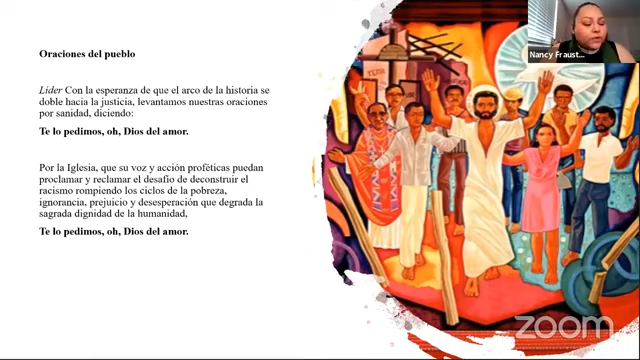 Oraciones del pueblo
Líder Con la esperanza de que el arco de la historia se
doble hacia la justicia, levantamos nuestras oraciones
por sanidad, diciendo:
Te lo pedimos, oh, Dios del amor.
Por la Iglesia, que su voz y acción proféticas puedan
proclamar y reclamar el desafío de deconstruir el
racismo rompiendo los ciclos de la pobreza,
ignorancia, prejuicio y desesperación que degrada la
sagrada dignidad de la humanidad,
Te lo pedimos, oh, Dios del amor.
Nancy Fraust...
zoom